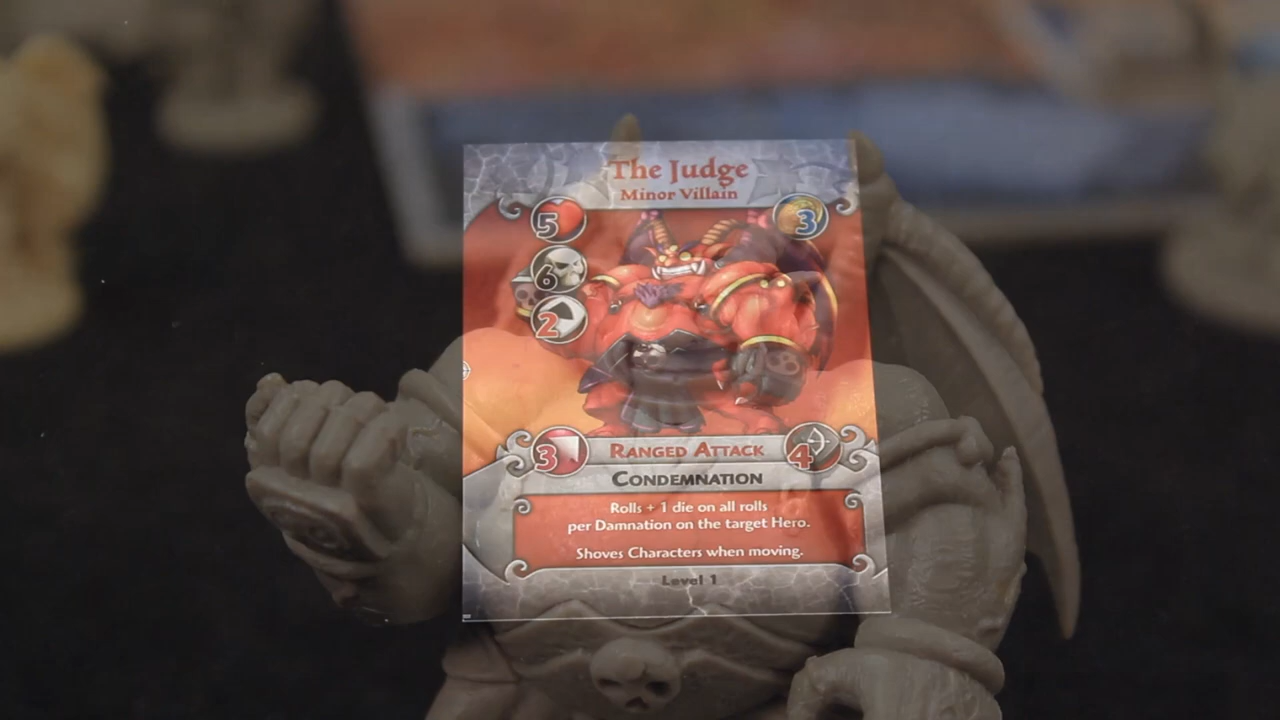 The Judge
Minor Villain
5
3
6
2
3
Ranged Attack
4
Condemnation
Rolls + 1 die on all rolls
per Damnation on the target Hero.
Shoves Characters when moving.
Level 1